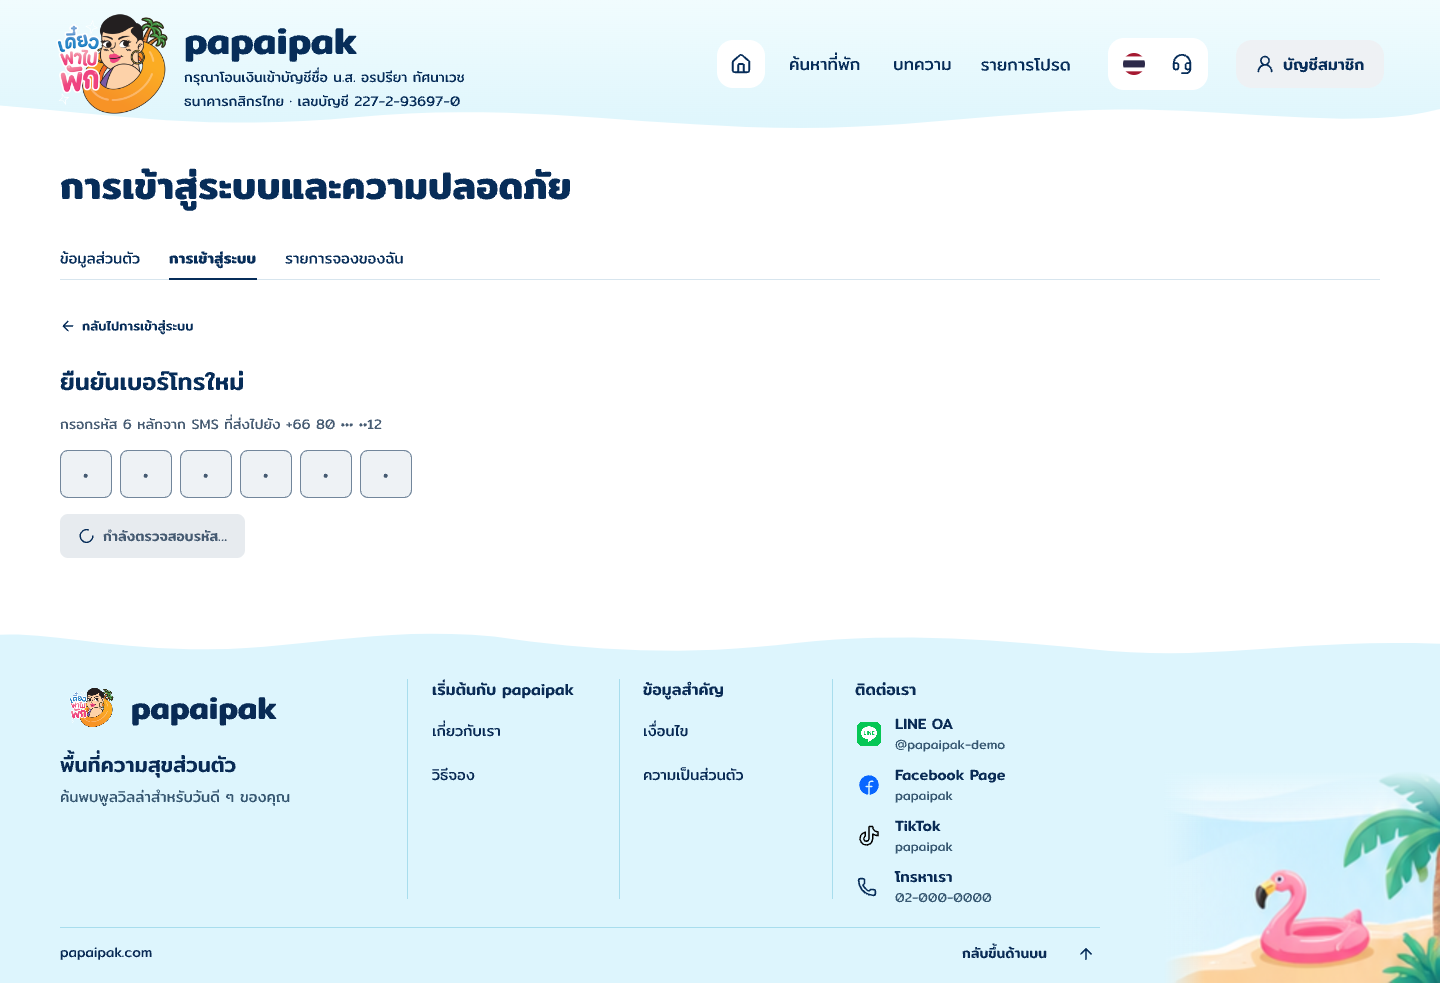 เดี๋ยว
พาไป
พัก
papaipak
กรุณาโอนเงินเข้าบัญชีชื่อ น.ส. อรปรียา ทัศนาเวช
ธนาคารกสิกรไทย · เลขบัญชี 227-2-93697-0
ค้นหาที่พัก
บทความ
รายการโปรด
บัญชีสมาชิก
การเข้าสู่ระบบและความปลอดภัย
ข้อมูลส่วนตัว
การเข้าสู่ระบบ
รายการจองของฉัน
กลับไปการเข้าสู่ระบบ
ยืนยันเบอร์โทรใหม่
กรอกรหัส 6 หลักจาก SMS ที่ส่งไปยัง +66 80 ••• ••12
• • • • • •
กำลังตรวจสอบรหัส...
เดี๋ยว
พาไป
พัก
papaipak
พื้นที่ความสุขส่วนตัว
ค้นพบพูลวิลล่าสำหรับวันดี ๆ ของคุณ
เริ่มต้นกับ papaipak
เกี่ยวกับเรา
วิธีจอง
ข้อมูลสำคัญ
เงื่อนไข
ความเป็นส่วนตัว
ติดต่อเรา
LINE
LINE OA
@papaipak-demo
Facebook Page
papaipak
TikTok
papaipak
โทรหาเรา
02-000-0000
papaipak.com
กลับขึ้นด้านบน